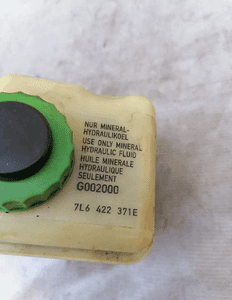 NUR MINERAL-
HYDRAULIKOEL
USE ONLY MINERAL
HYDRAULIC FLUID
HUILE MINERALE
HYDRAULIQUE
SEULEMENT
G002000
7L6 422 371E